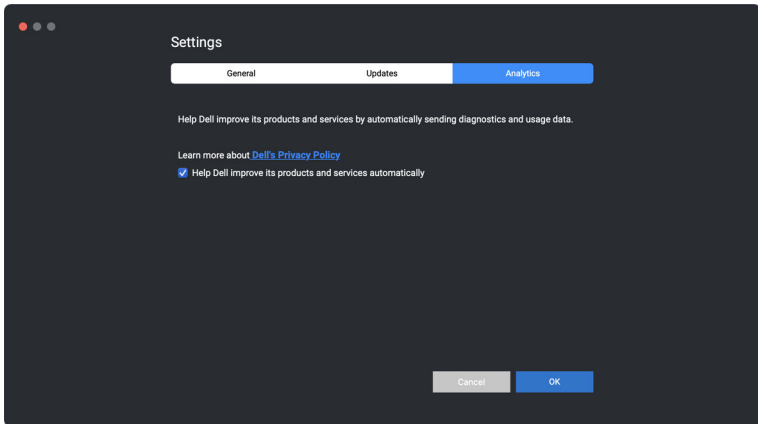 Settings
General Updates Analytics
Help Dell improve its products and services by automatically sending diagnostics and usage data.
Learn more about Dell's Privacy Policy
Help Dell improve its products and services automatically
Cancel OK